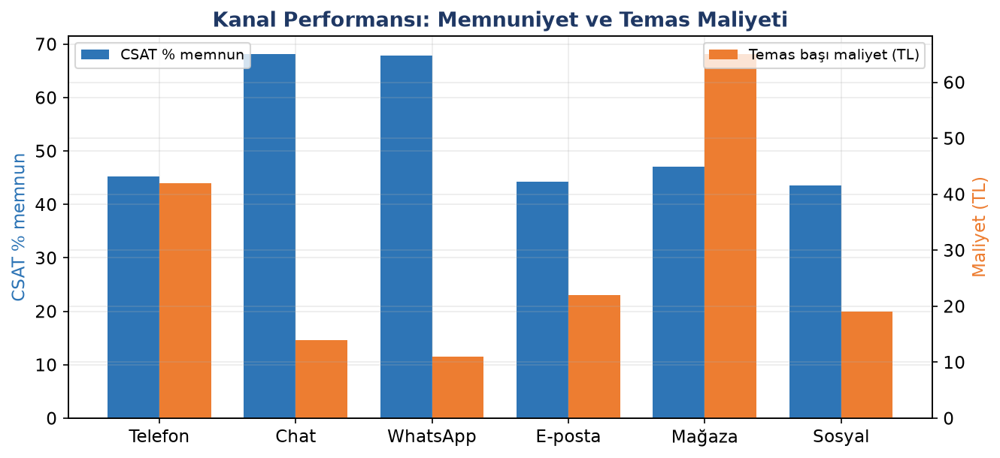 Kanal Performansı: Memnuniyet ve Temas Maliyeti
CSAT % memnun
Temas başı maliyet (TL)
CSAT % memnun
70
60
50
40
30
20
10
0
Maliyet (TL)
60
50
40
30
20
10
0
Telefon Chat WhatsApp E-posta Mağaza Sosyal